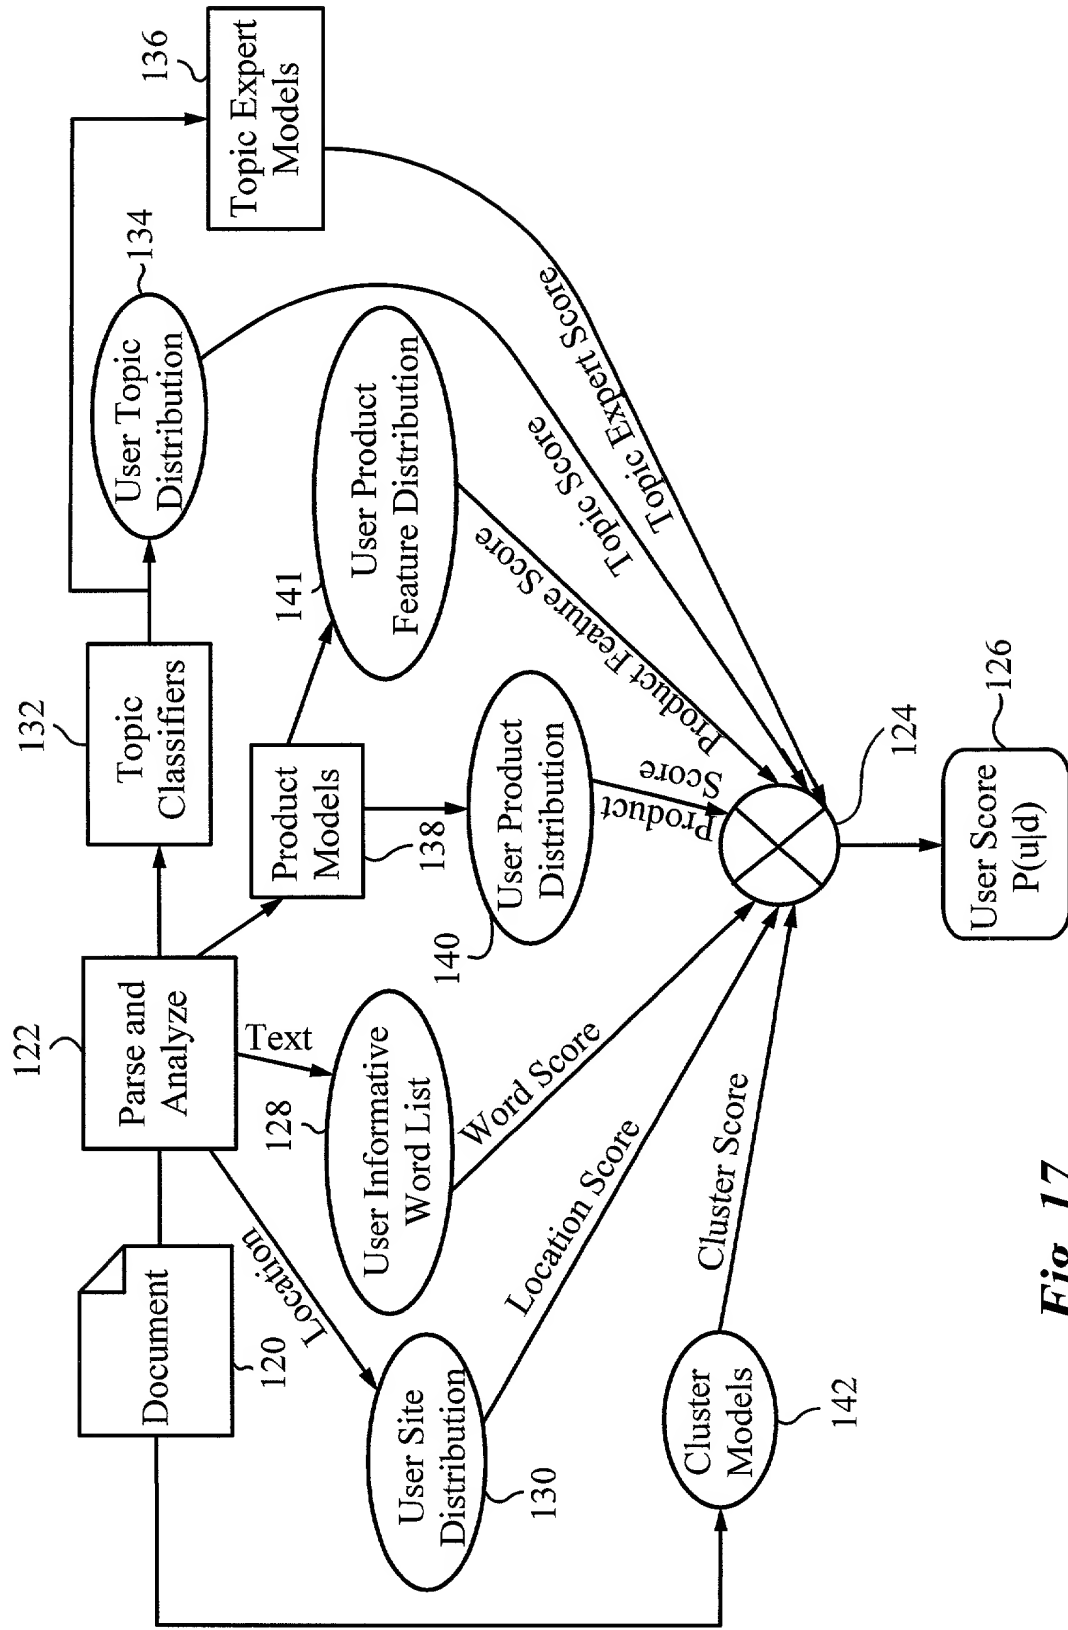 120
Document
122
Parse and
Analyze
132
Topic
Classifiers
134
User Topic
Distribution
136
Topic Expert
Models
Location
Text
128
User Informative
Word List
130
User Site
Distribution
138
Product
Models
141
User Product
Feature Distribution
140
User Product
Distribution
142
Cluster
Models
Cluster Score
Location Score
Word Score
Product
Score
Product Feature Score
Topic Score
Topic Expert Score
124
126
User Score
P(u|d)
Fig. 17